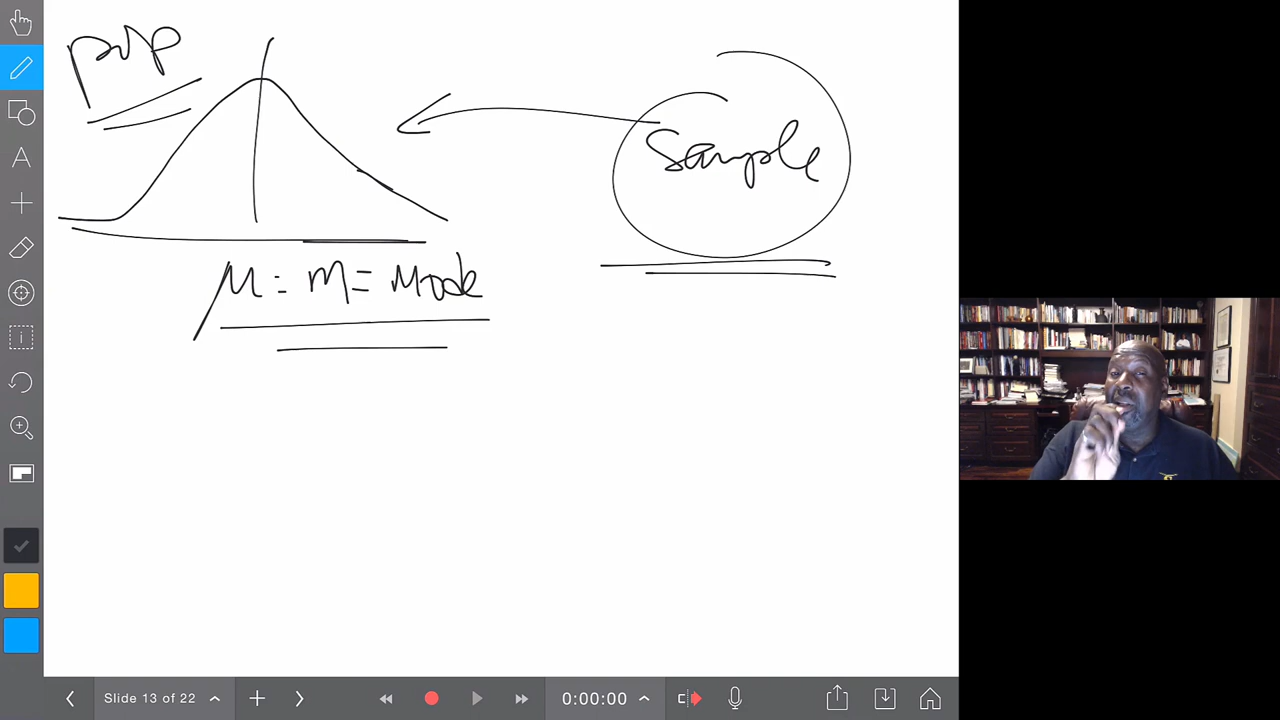 pop
Sample
μ = m = Mode
Slide 13 of 22
0:00:00